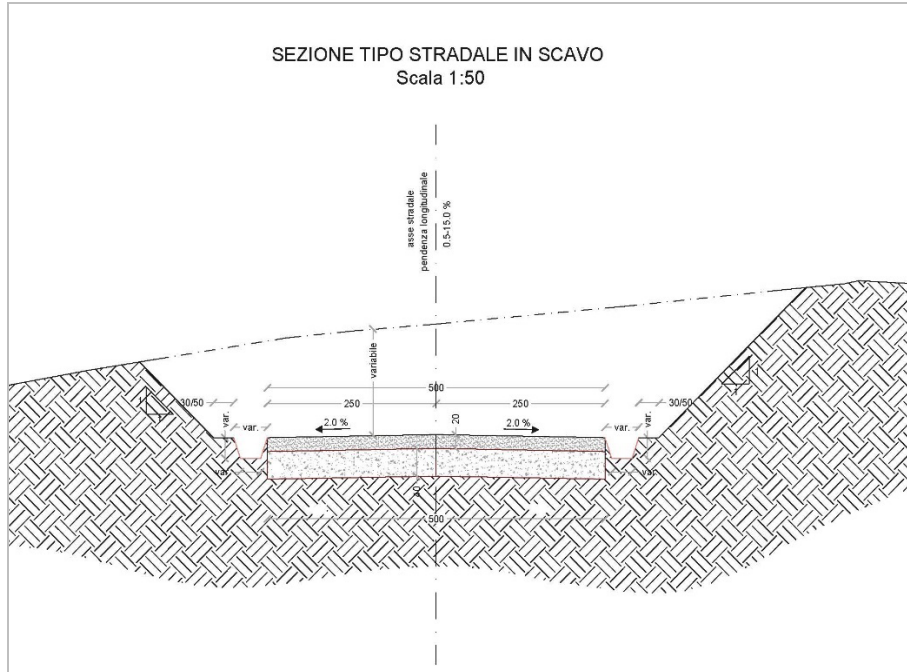 SEZIONE TIPO STRADALE IN SCAVO
Scala 1:50
asse stradale
pendenza longitudinale
0.5-15.0 %
variabile
500
30/50
250
250
30/50
var.
var.
2.0 %
20
2.0 %
var.
var.
1
1
1
1
var.
40
var.
500